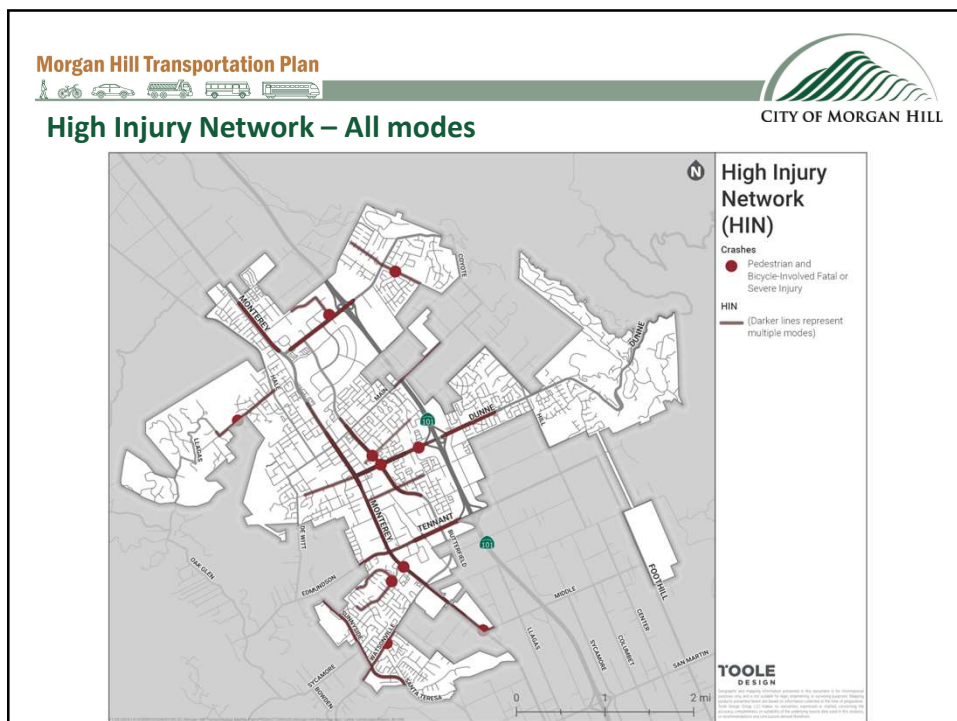 Morgan Hill Transportation Plan
CITY OF MORGAN HILL
High Injury Network – All modes
N
High Injury
Network
(HIN)
Crashes
Pedestrian and
Bicycle-Involved Fatal or
Severe Injury
HIN
(Darker lines represent
multiple modes)
COYOTE
MONTEREY
HALE
MAIN
DUNNE
101
DUNNE
HILL
LLAGAS
MONTEREY
TENNANT
DE WITT
BUTTERFIELD
101
FOOTHILL
OAK GLEN
EDMUNDSON
MIDDLE
SUNNYSIDE
WATSONVILLE
CENTER
COLUMBET
SYCAMORE
LLAGAS
SAN MARTIN
SYCAMORE
BOWDEN
SANTA TERESA
0 1 2 mi
TOOLE
DESIGN